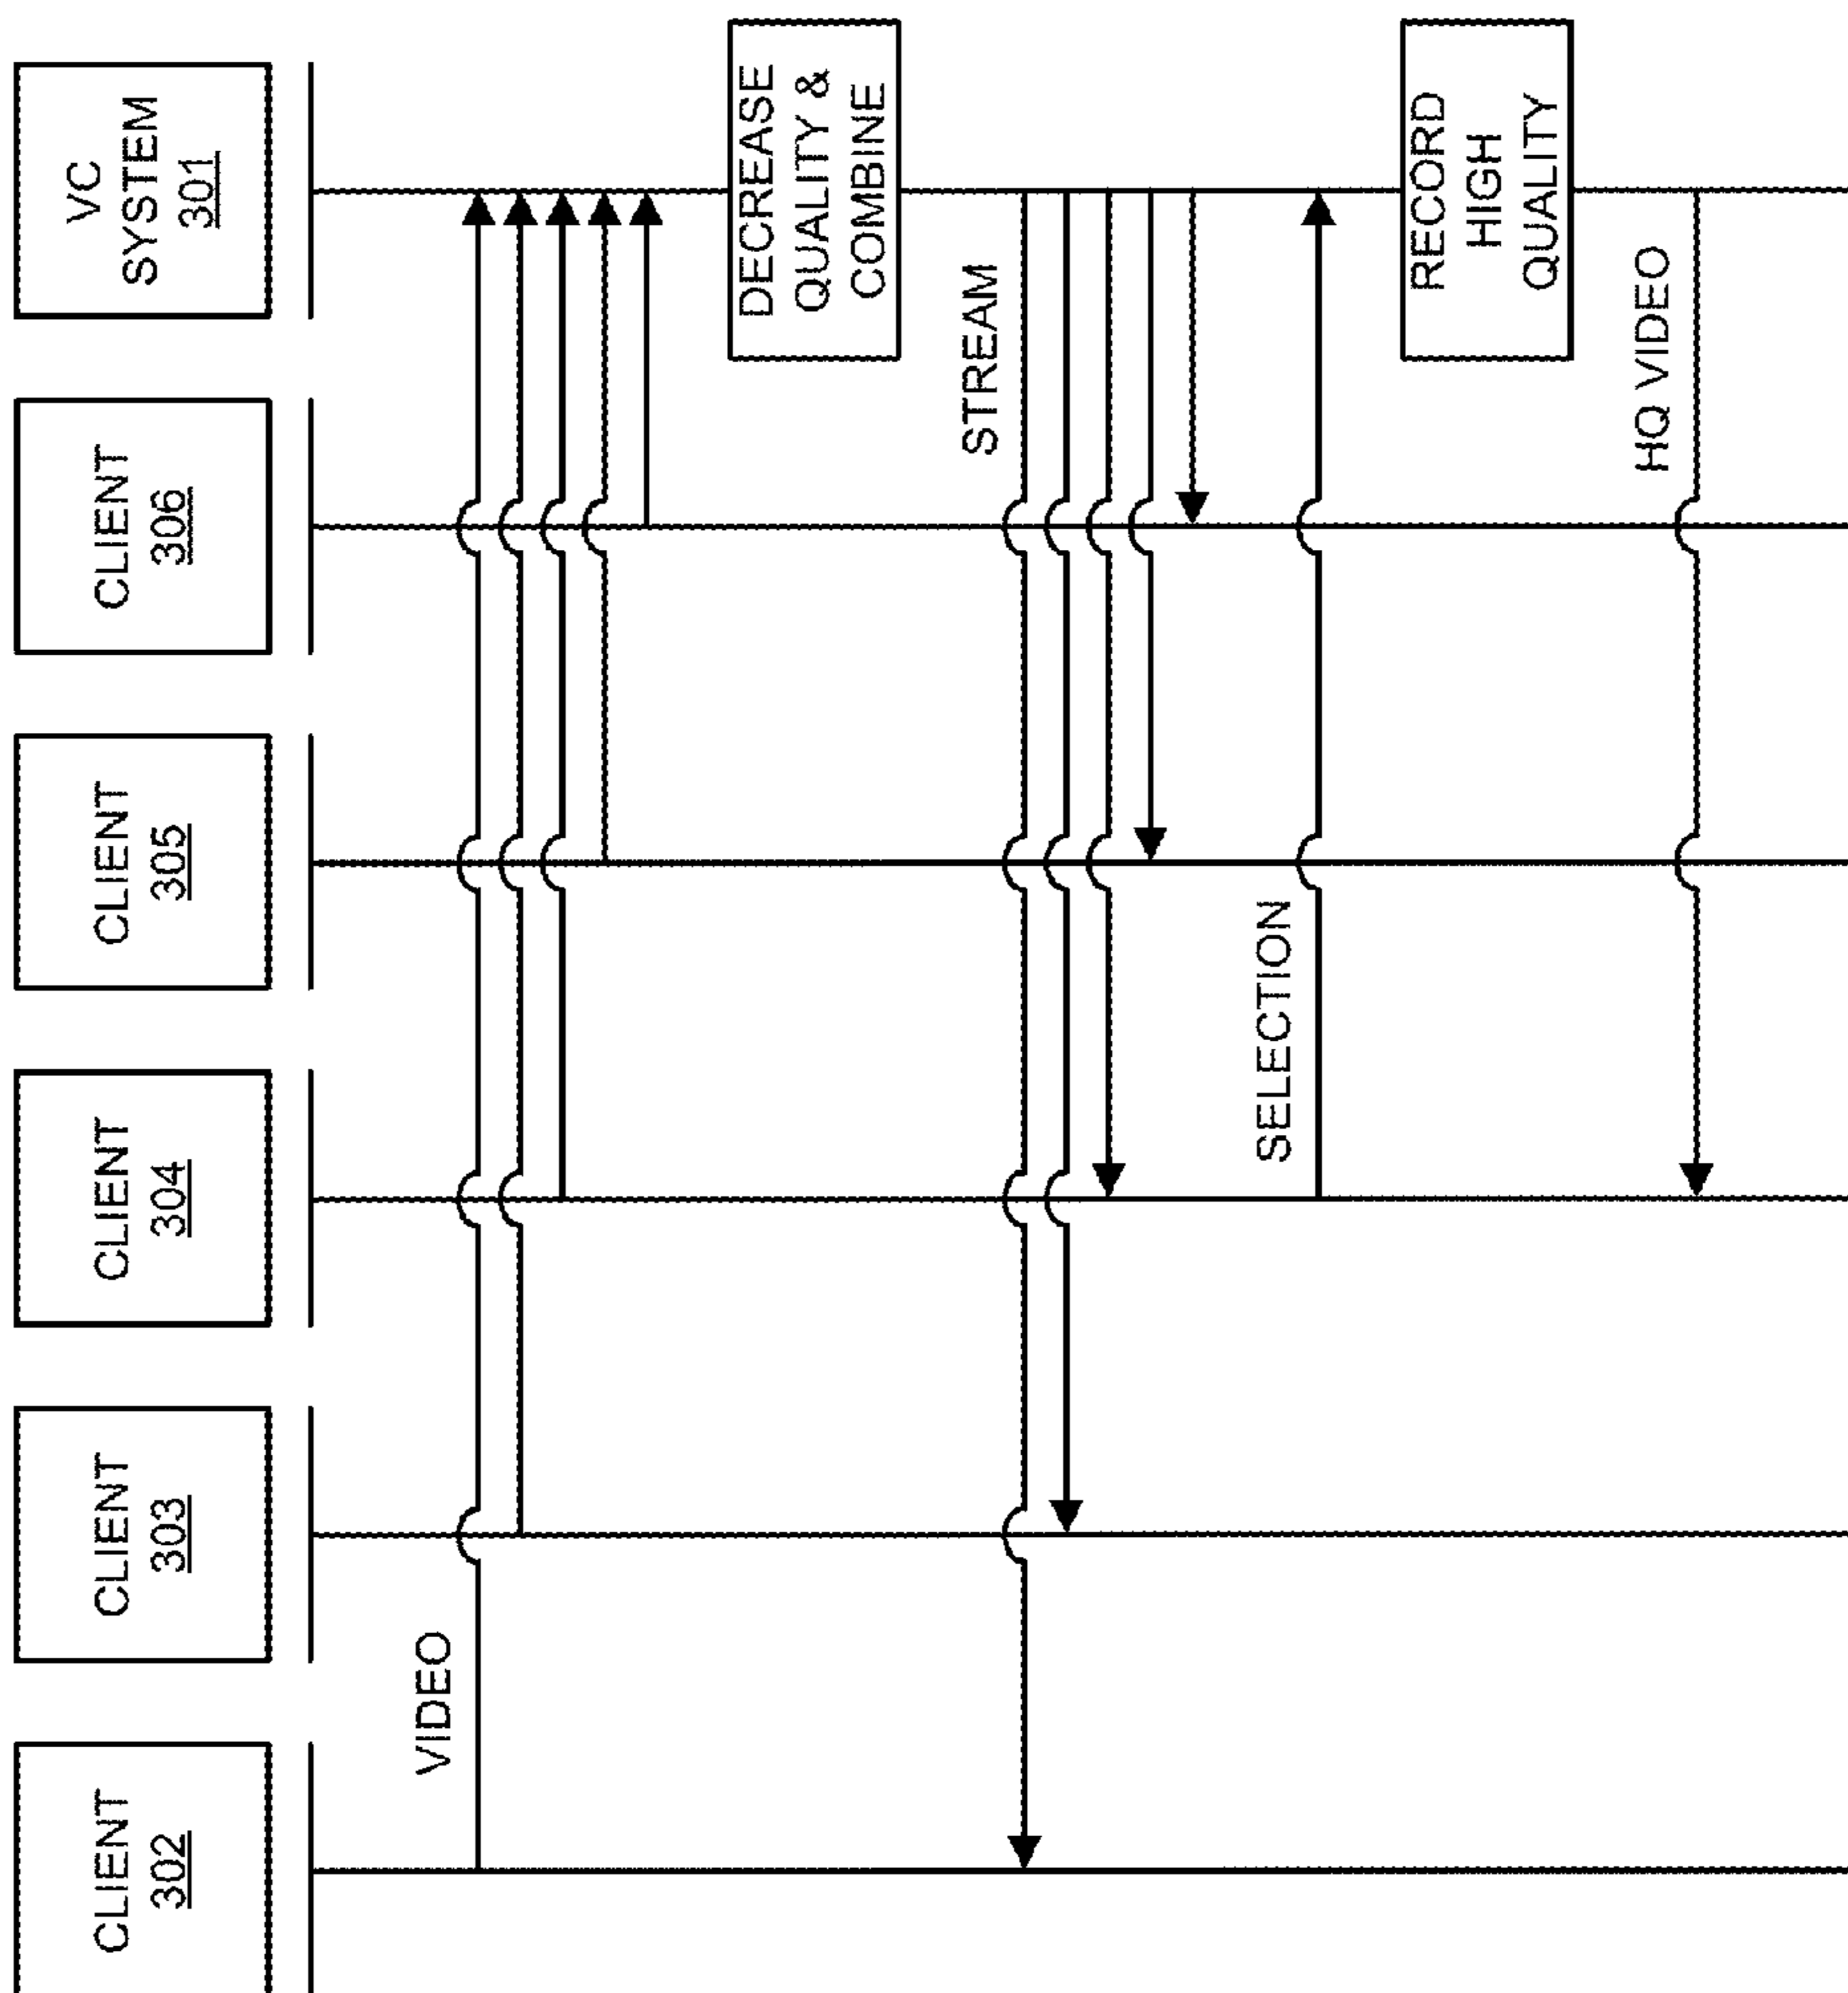 CLIENT
302
CLIENT
303
CLIENT
304
CLIENT
305
CLIENT
306
VC
SYSTEM
301
VIDEO
DECREASE
QUALITY &
COMBINE
STREAM
SELECTION
RECORD
HIGH
QUALITY
HQ VIDEO